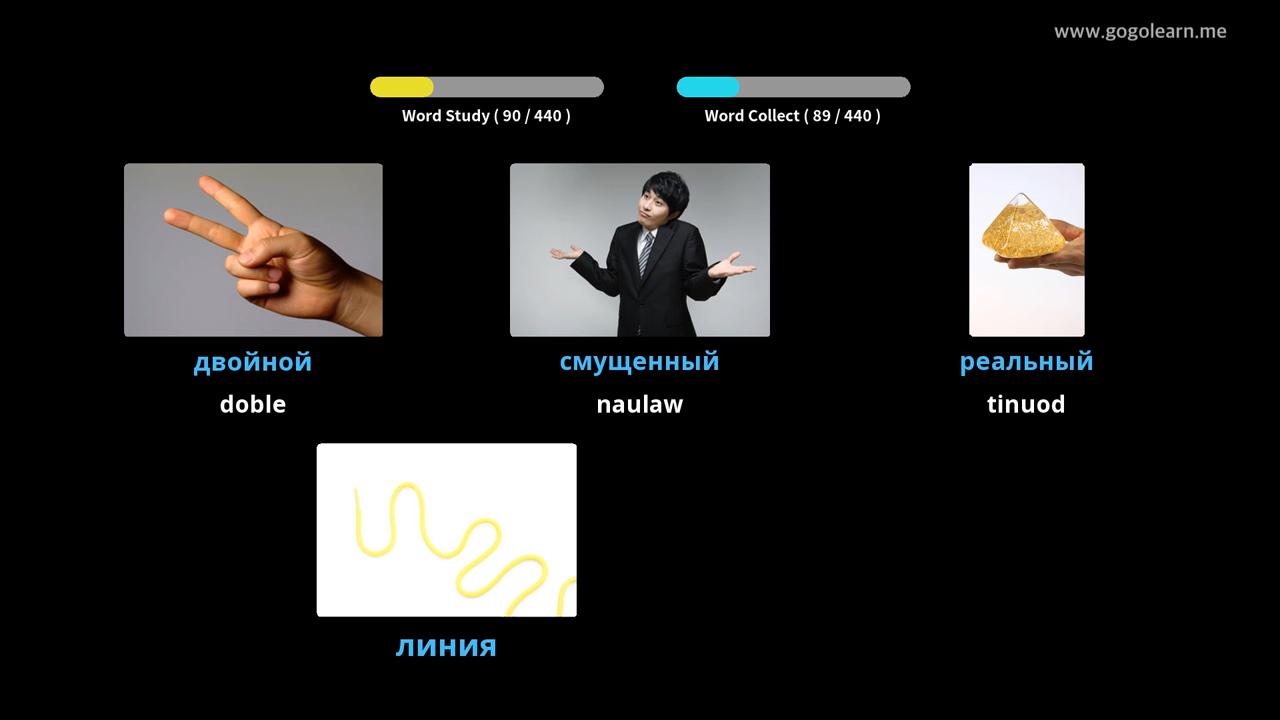 www.gogolearn.me
Word Study ( 90 / 440 )
Word Collect ( 89 / 440 )
двойной
смущенный
реальный
doble
naulaw
tinuod
линия